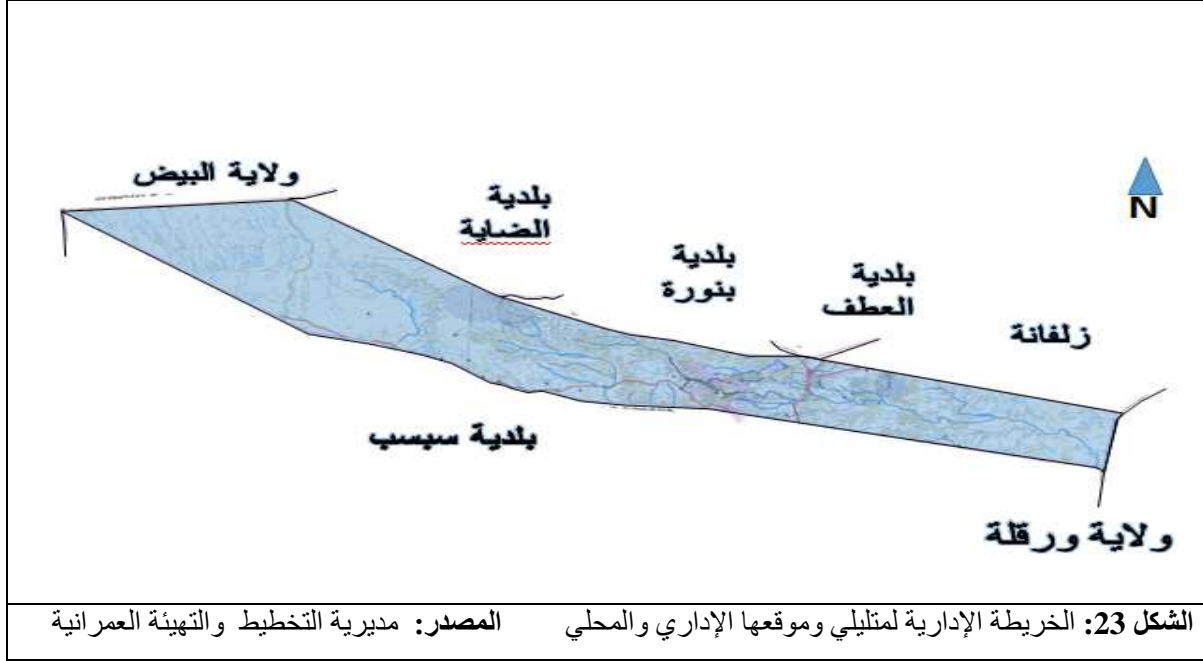 ولاية البيض
بلدية
الضاية
بلدية
بنورة
بلدية
العطف
زلفانة
N
بلدية سبسب
ولاية ورقلة
الشكل 23: الخريطة الإدارية لمتليلي وموقعها الإداري والمحلي المصدر: مديرية التخطيط والتهيئة العمرانية